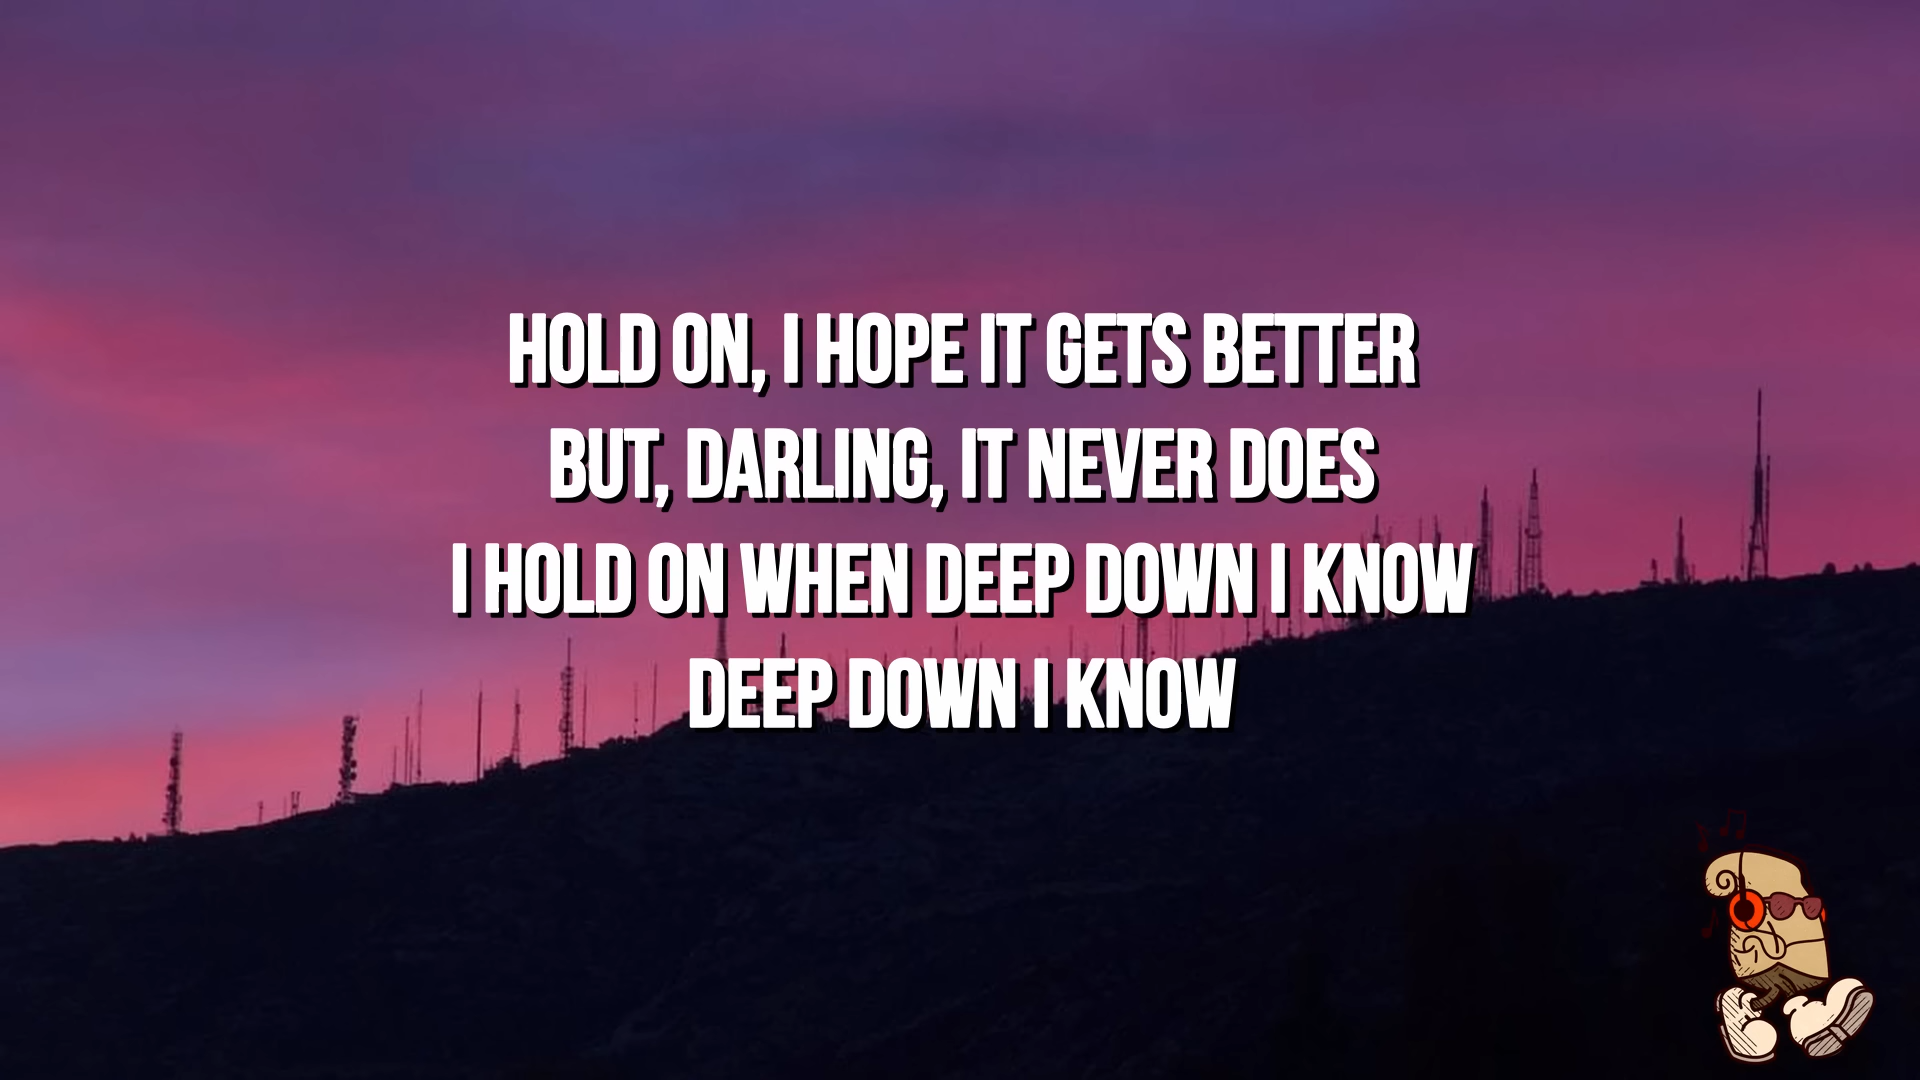 HOLD ON, I HOPE IT GETS BETTER
BUT, DARLING, IT NEVER DOES
I HOLD ON WHEN DEEP DOWN I KNOW
DEEP DOWN I KNOW